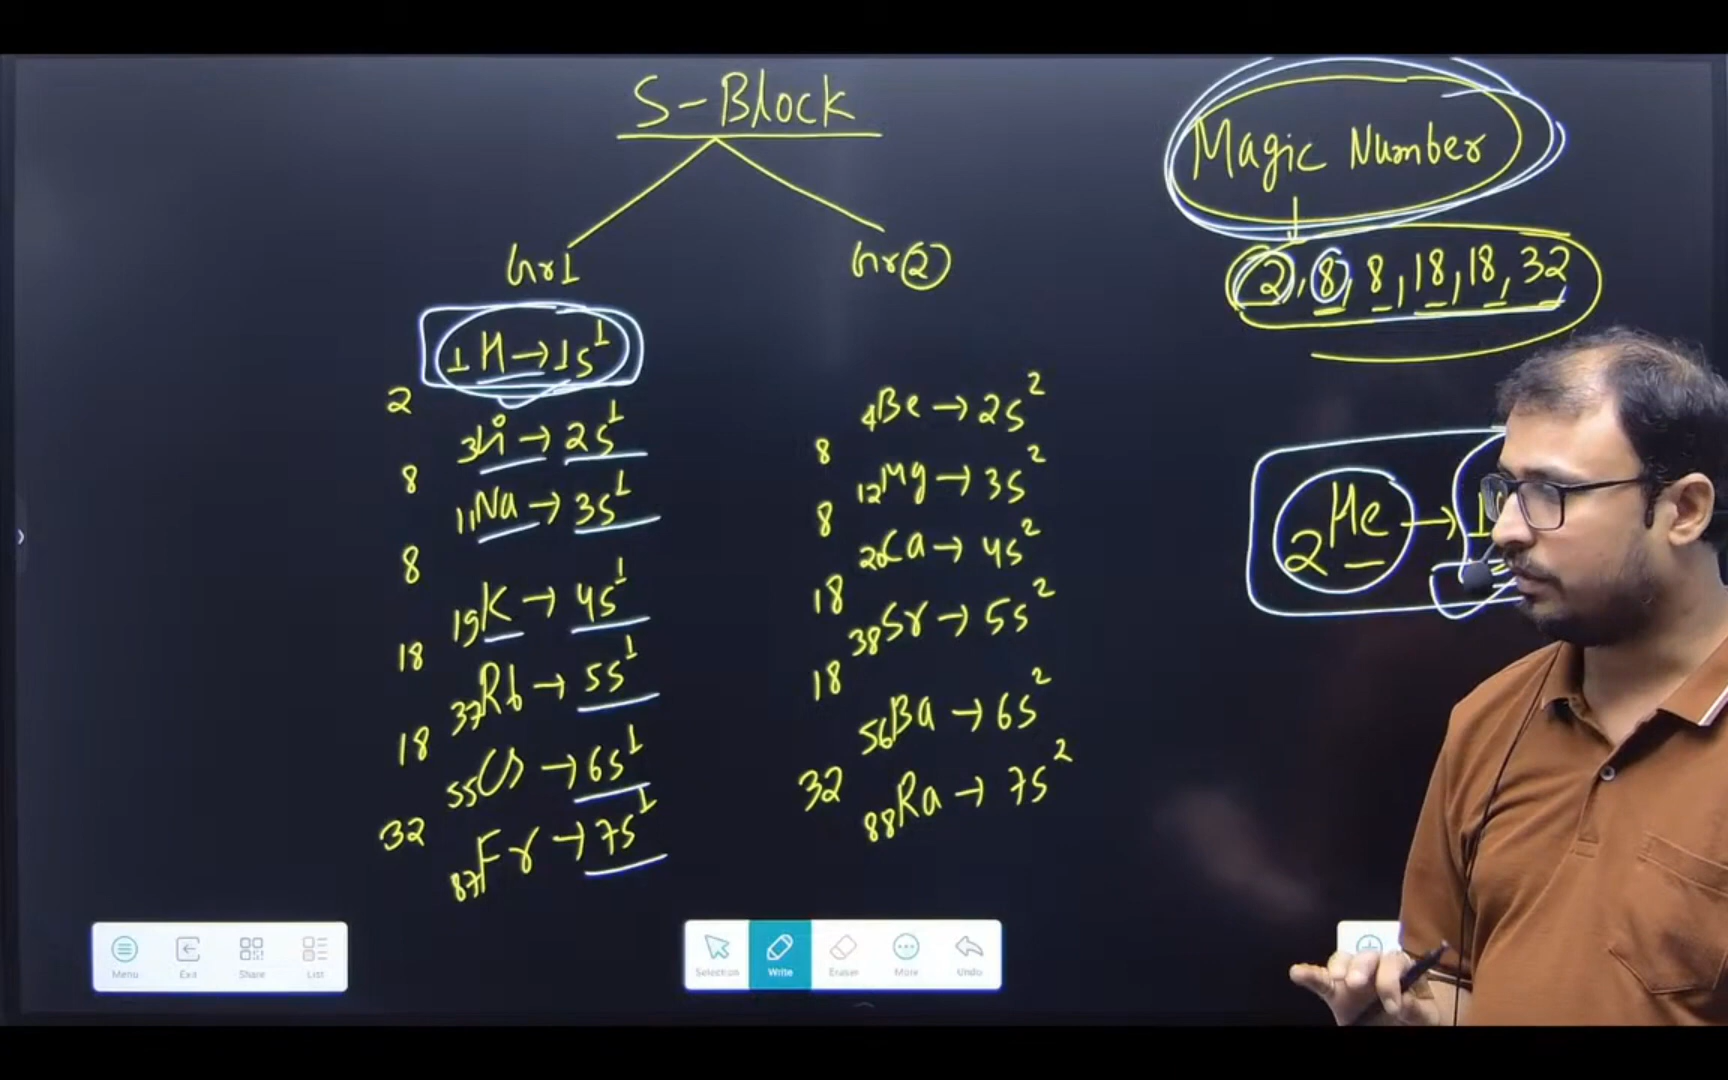 S-Block
Magic Number
Gr1
Gr2
2, 8, 8, 18, 18, 32
1H → 1s1
2
3Li → 2s1
8
11Na → 3s1
8
19K → 4s1
18
37Rb → 5s1
18
55Cs → 6s1
32
87Fr → 7s1
4Be → 2s2
8
12Mg → 3s2
8
20Ca → 4s2
18
38Sr → 5s2
18
56Ba → 6s2
32
88Ra → 7s2
2He →
Menu
Exit
Share
List
Selection
Write
Eraser
More
Undo